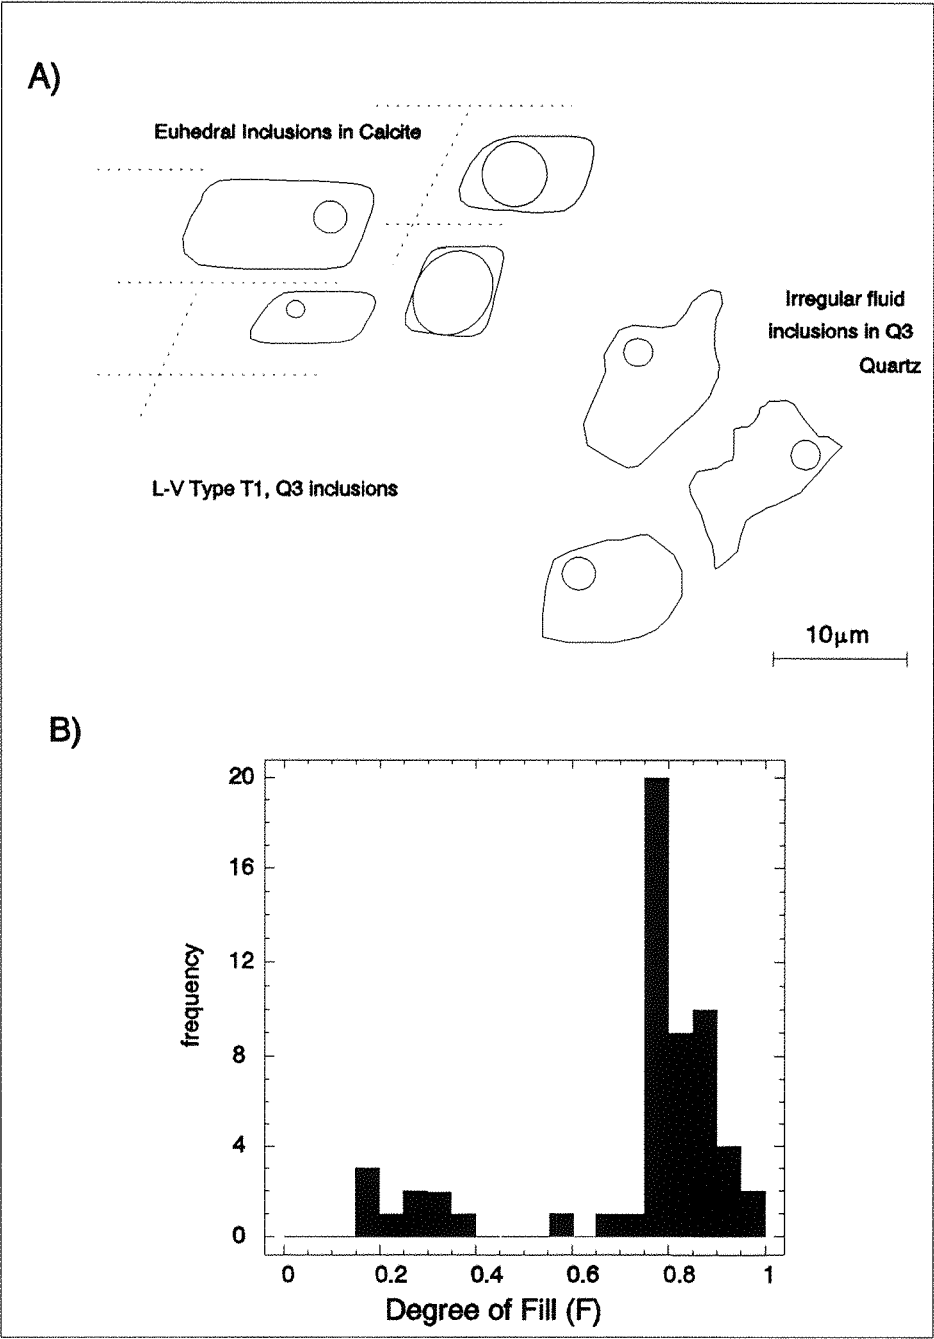 A)
Euhedral Inclusions in Calcite
Irregular fluid
inclusions in Q3
Quartz
L-V Type T1, Q3 inclusions
10μm
B)
20
16
12
8
4
0
frequency
0 0.2 0.4 0.6 0.8 1
Degree of Fill (F)